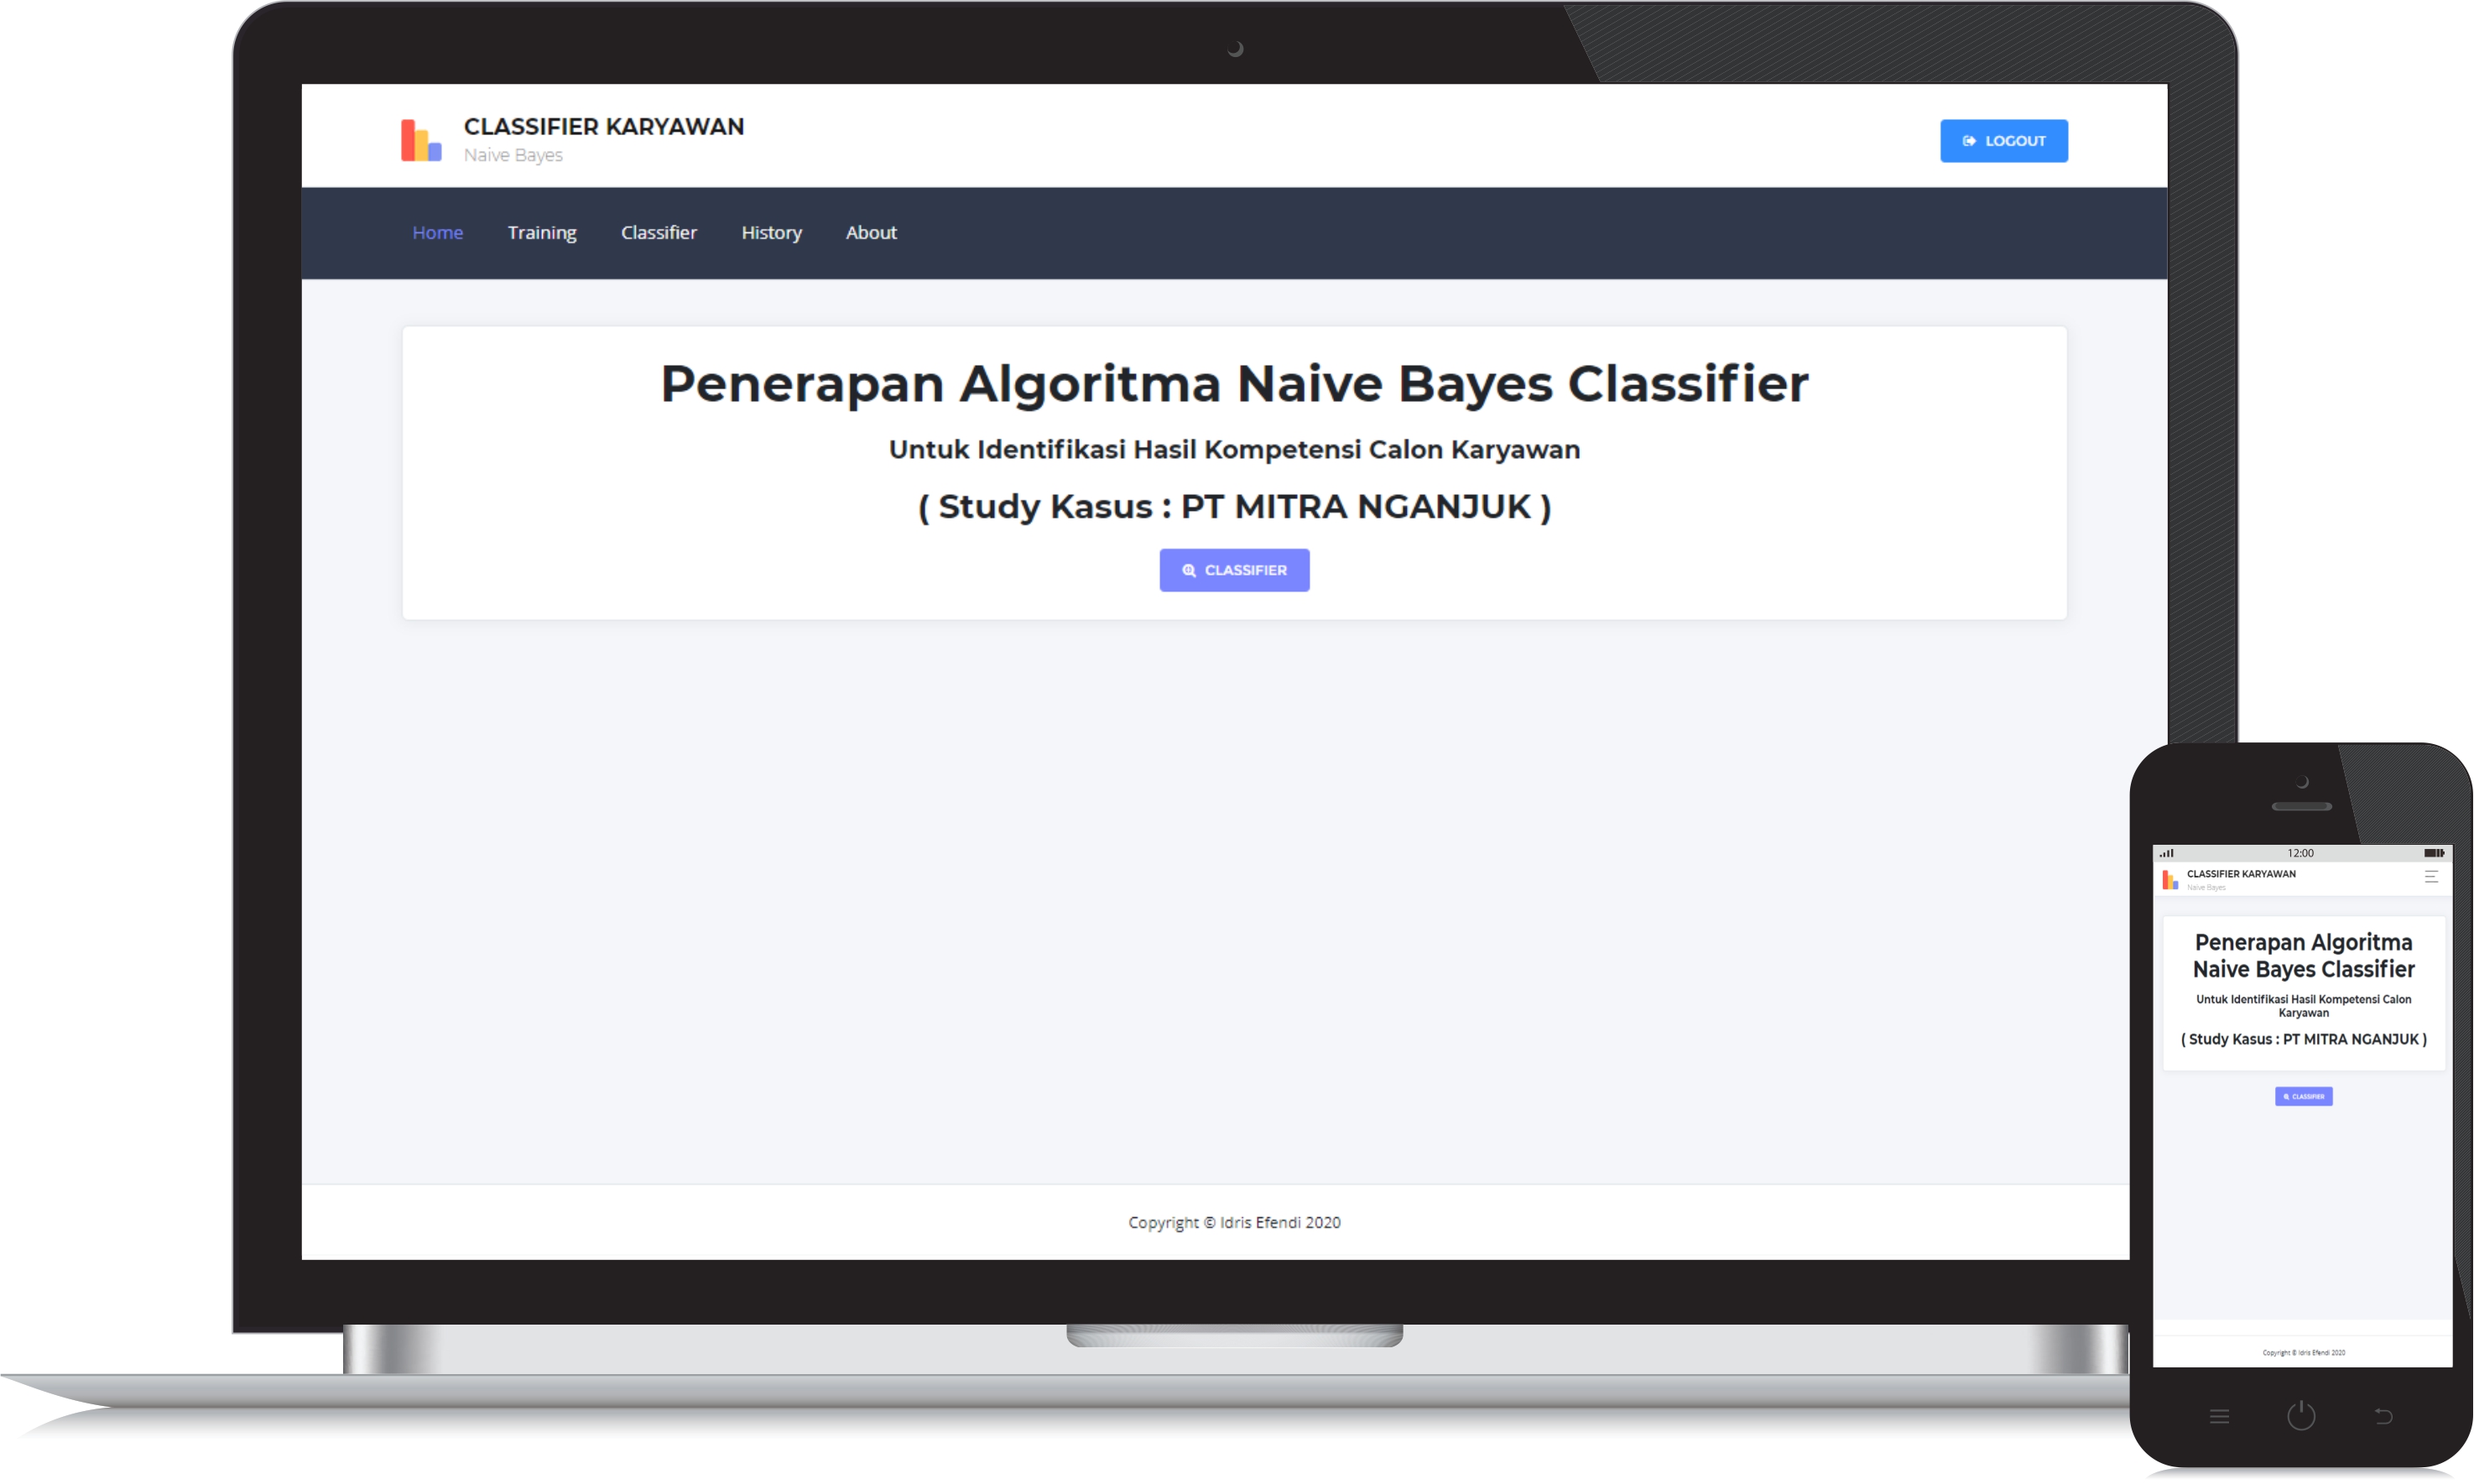 CLASSIFIER KARYAWAN
Naive Bayes
LOGOUT
Home Training Classifier History About
Penerapan Algoritma Naive Bayes Classifier
Untuk Identifikasi Hasil Kompetensi Calon Karyawan
( Study Kasus : PT MITRA NGANJUK )
CLASSIFIER
Copyright © Idris Efendi 2020
12:00
CLASSIFIER KARYAWAN
Naive Bayes
Penerapan Algoritma
Naive Bayes Classifier
Untuk Identifikasi Hasil Kompetensi Calon
Karyawan
( Study Kasus : PT MITRA NGANJUK )
CLASSIFIER
Copyright © Idris Efendi 2020